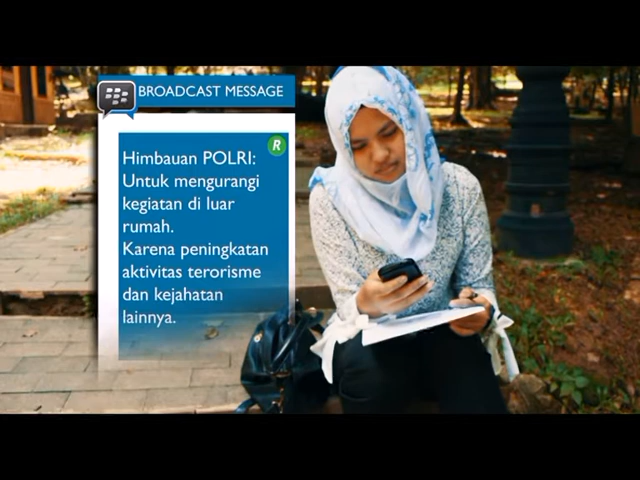 BROADCAST MESSAGE
R
Himbauan POLRI:
Untuk mengurangi
kegiatan di luar
rumah.
Karena peningkatan
aktivitas terorisme
dan kejahatan
lainnya.